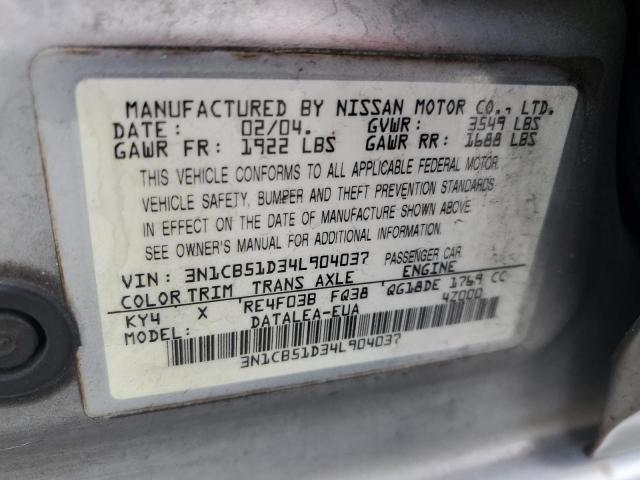 MANUFACTURED BY NISSAN MOTOR CO., LTD.
DATE: 02/04. GVWR: 3549 LBS
GAWR FR: 1922 LBS GAWR RR: 1688 LBS
THIS VEHICLE CONFORMS TO ALL APPLICABLE FEDERAL MOTOR
VEHICLE SAFETY, BUMPER AND THEFT PREVENTION STANDARDS
IN EFFECT ON THE DATE OF MANUFACTURE SHOWN ABOVE.
SEE OWNER'S MANUAL FOR ADDITIONAL INFORMATION.
VIN: 3N1CB51D34L904037 PASSENGER CAR
COLOR TRIM TRANS AXLE ENGINE
KY4 X 'RE4F03B FQ38 'QG18DE 1769 CC
MODEL: DATALEA-EUA 4Z000
3N1CB51D34L904037